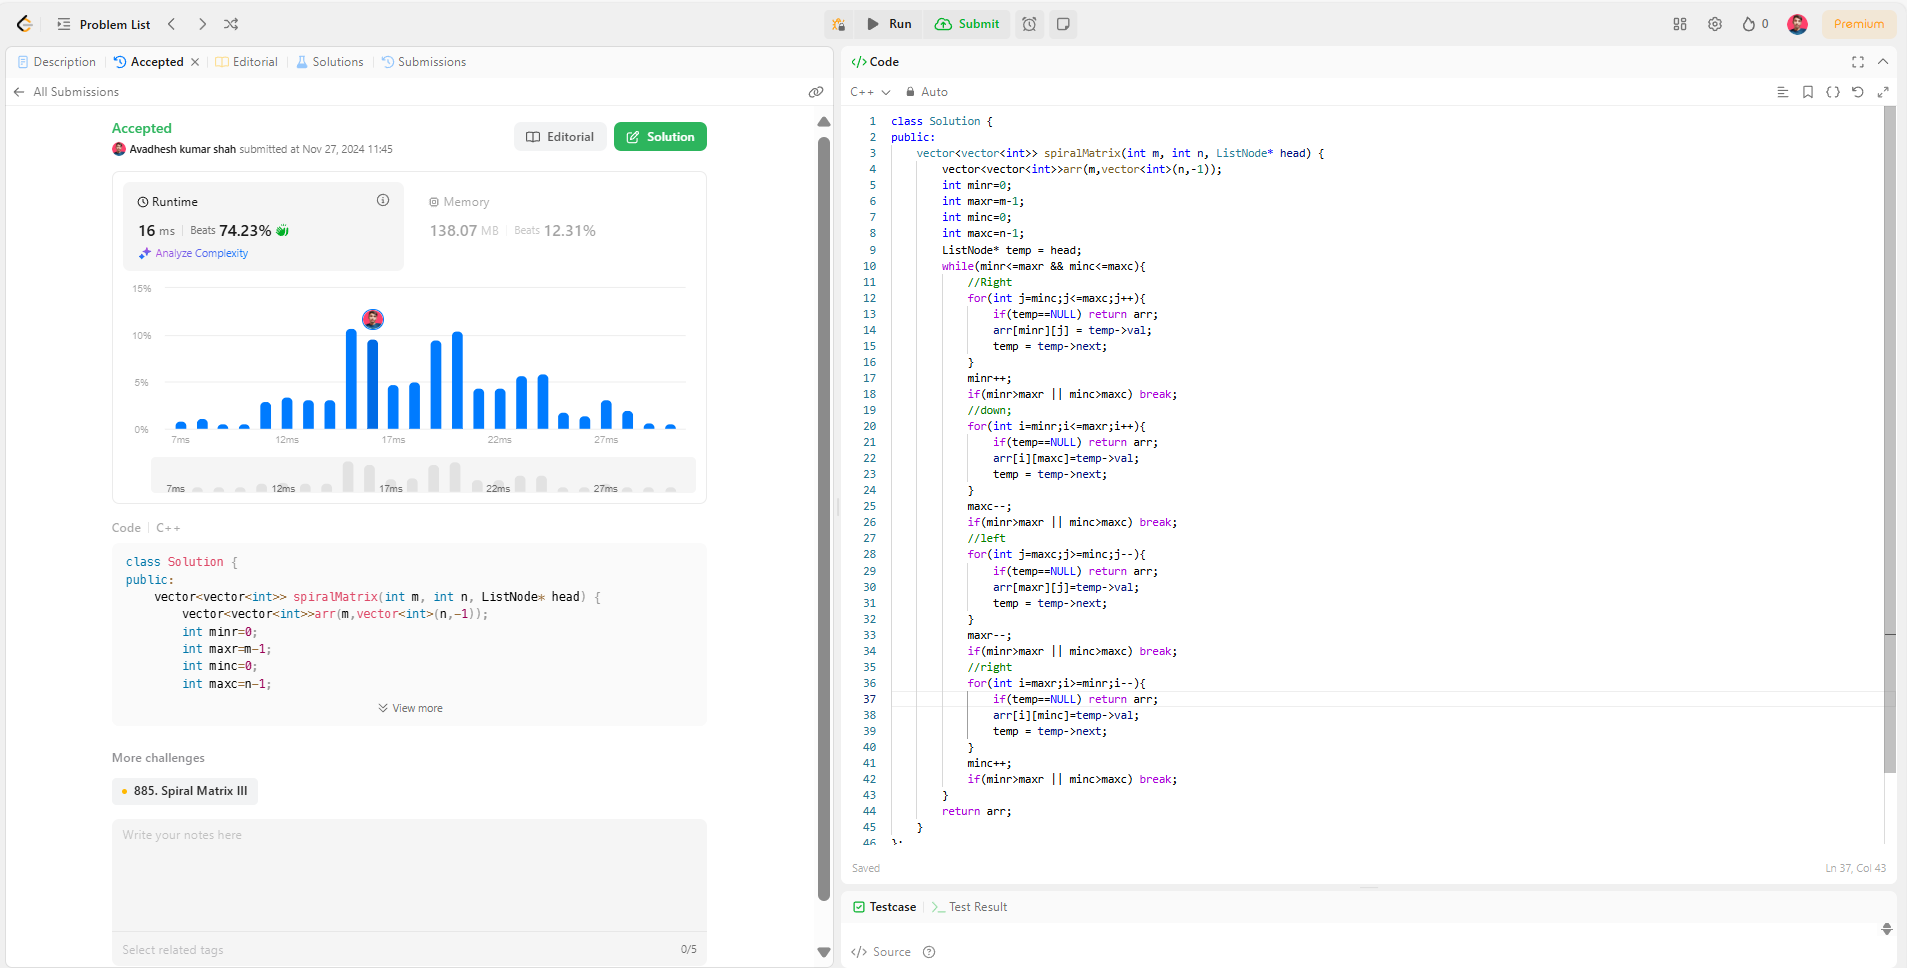 Problem List
Run
Submit
0
Premium
Description
Accepted
Editorial
Solutions
Submissions
All Submissions
Accepted
Avadhesh kumar shah submitted at Nov 27, 2024 11:45
Editorial
Solution
Runtime
16 ms
Beats 74.23%
Analyze Complexity
Memory
138.07 MB
Beats 12.31%
15%
10%
5%
0%
7ms 12ms 17ms 22ms 27ms
7ms 12ms 17ms 22ms 27ms
Code C++
class Solution {
public:
    vector<vector<int>> spiralMatrix(int m, int n, ListNode* head) {
        vector<vector<int>>arr(m,vector<int>(n,-1));
        int minr=0;
        int maxr=m-1;
        int minc=0;
        int maxc=n-1;
View more
More challenges
885. Spiral Matrix III
Write your notes here
Select related tags
0/5
</>Code
C++
Auto
1 class Solution {
2 public:
3     vector<vector<int>> spiralMatrix(int m, int n, ListNode* head) {
4         vector<vector<int>>arr(m,vector<int>(n,-1));
5         int minr=0;
6         int maxr=m-1;
7         int minc=0;
8         int maxc=n-1;
9         ListNode* temp = head;
10         while(minr<=maxr && minc<=maxc){
11             //Right
12             for(int j=minc;j<=maxc;j++){
13                 if(temp==NULL) return arr;
14                 arr[minr][j] = temp->val;
15                 temp = temp->next;
16             }
17             minr++;
18             if(minr>maxr || minc>maxc) break;
19             //down;
20             for(int i=minr;i<=maxr;i++){
21                 if(temp==NULL) return arr;
22                 arr[i][maxc]=temp->val;
23                 temp = temp->next;
24             }
25             maxc--;
26             if(minr>maxr || minc>maxc) break;
27             //left
28             for(int j=maxc;j>=minc;j--){
29                 if(temp==NULL) return arr;
30                 arr[maxr][j]=temp->val;
31                 temp = temp->next;
32             }
33             maxr--;
34             if(minr>maxr || minc>maxc) break;
35             //right
36             for(int i=maxr;i>=minr;i--){
37                 if(temp==NULL) return arr;
38                 arr[i][minc]=temp->val;
39                 temp = temp->next;
40             }
41             minc++;
42             if(minr>maxr || minc>maxc) break;
43         }
44         return arr;
45     }
46 };
Saved
Ln 37, Col 43
Testcase
>_ Test Result
</> Source